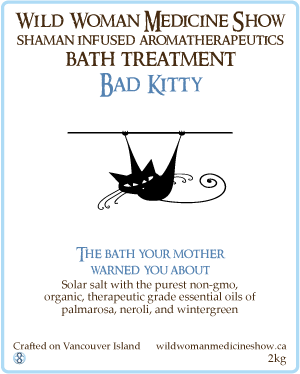 Wild Woman Medicine Show
shaman infused aromatherapeutics
bath treatment
Bad Kitty
The bath your mother
warned you about
Solar salt with the purest non-gmo,
organic, therapeutic grade essential oils of
palmarosa, neroli, and wintergreen
Crafted on Vancouver Island wildwomanmedicineshow.ca
2kg